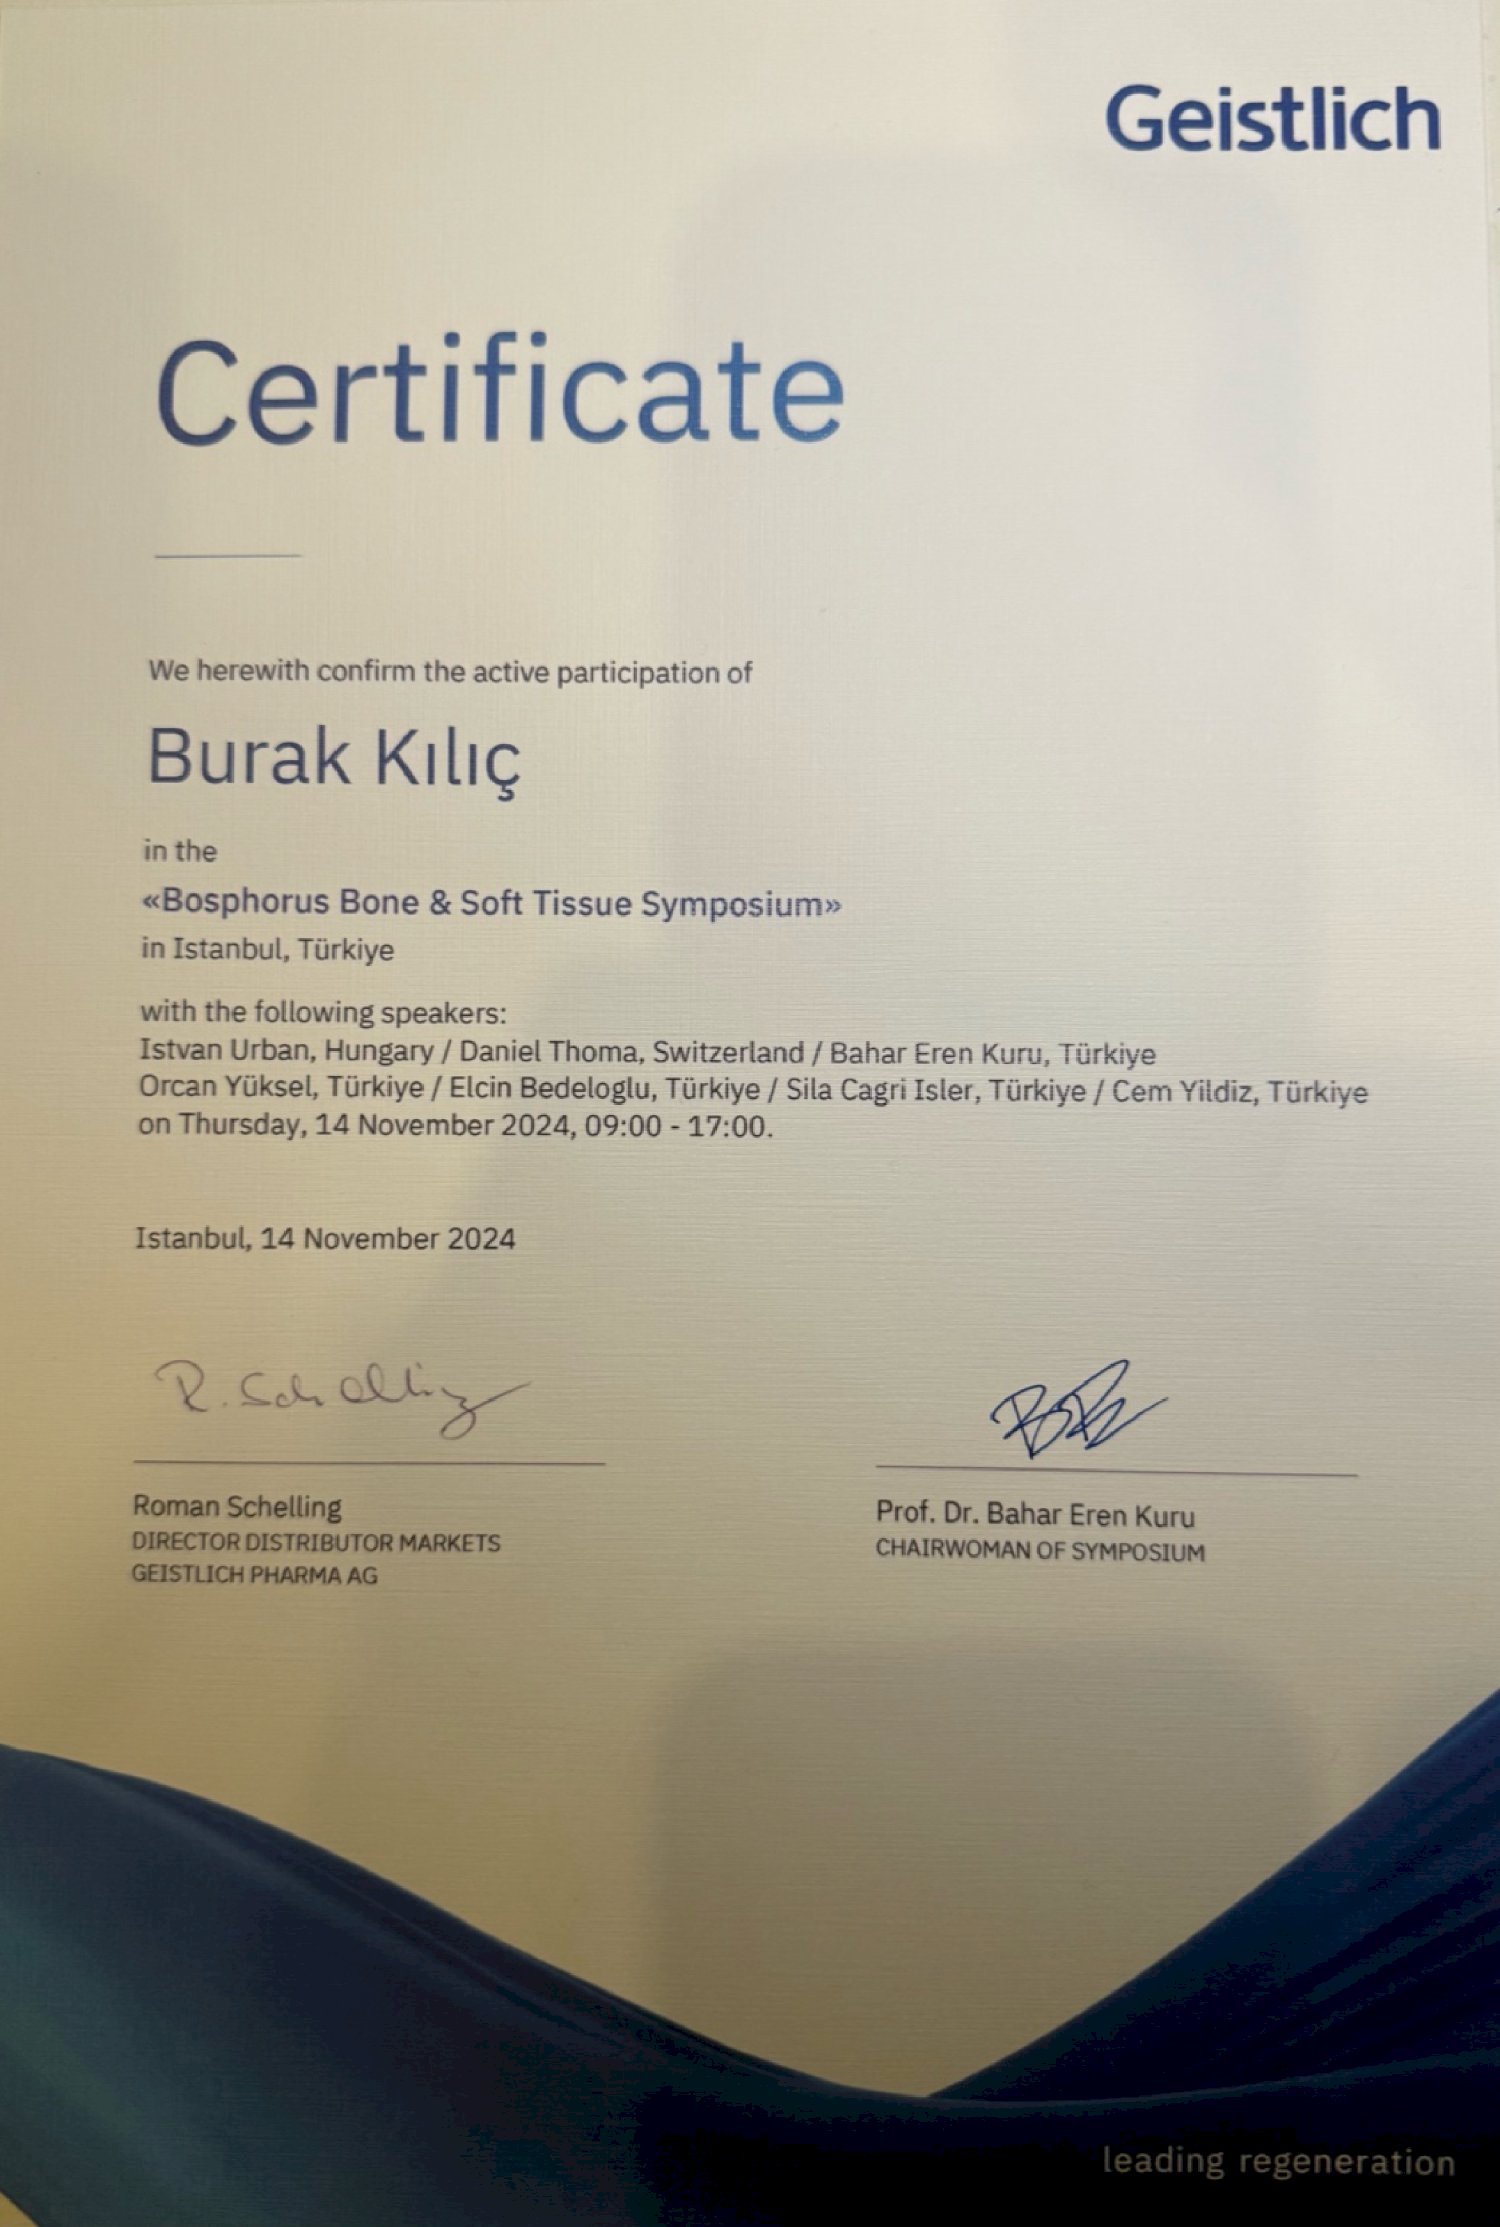 Geistlich
Certificate
We herewith confirm the active participation of
Burak Kılıç
in the
«Bosphorus Bone & Soft Tissue Symposium»
in Istanbul, Türkiye
with the following speakers:
Istvan Urban, Hungary / Daniel Thoma, Switzerland / Bahar Eren Kuru, Türkiye
Orcan Yüksel, Türkiye / Elcin Bedeloglu, Türkiye / Sila Cagri Isler, Türkiye / Cem Yildiz, Türkiye
on Thursday, 14 November 2024, 09:00 - 17:00.
Istanbul, 14 November 2024
R. Schelling
Roman Schelling
DIRECTOR DISTRIBUTOR MARKETS
GEISTLICH PHARMA AG
Prof. Dr. Bahar Eren Kuru
CHAIRWOMAN OF SYMPOSIUM
leading regeneration